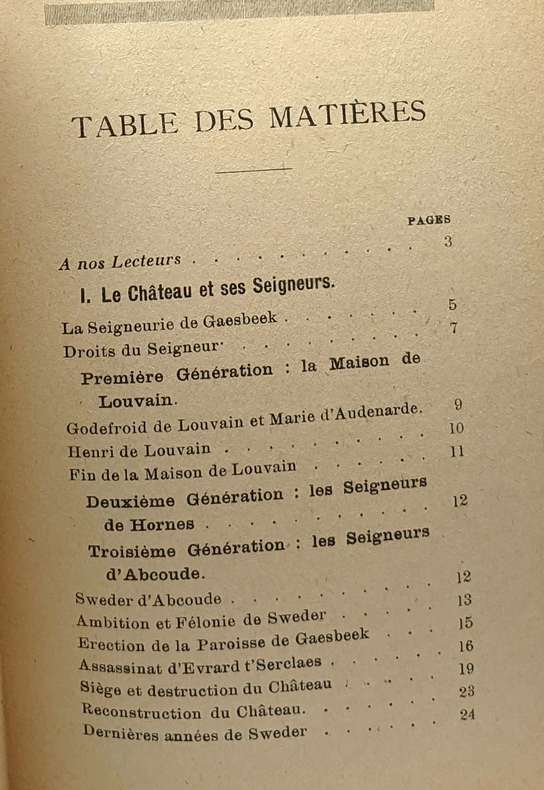 TABLE DES MATIÈRES
PAGES
A nos Lecteurs . . . . . . . . . . . 3
I. Le Château et ses Seigneurs.
La Seigneurie de Gaesbeek . . . . . . . 5
Droits du Seigneur . . . . . . . . . 7
Première Génération : la Maison de
Louvain.
Godefroid de Louvain et Marie d'Audenarde. 9
Henri de Louvain . . . . . . . . . 10
Fin de la Maison de Louvain . . . . . . 11
Deuxième Génération : les Seigneurs
de Hornes . . . . . . . . . . 12
Troisième Génération : les Seigneurs
d'Abcoude.
Sweder d'Abcoude . . . . . . . . . 12
Ambition et Félonie de Sweder . . . . . 13
Erection de la Paroisse de Gaesbeek . . . 15
Assassinat d'Evrard t'Serclaes . . . . . 16
Siège et destruction du Château . . . . . 19
Reconstruction du Château. . . . . . . 23
Dernières années de Sweder . . . . . . 24